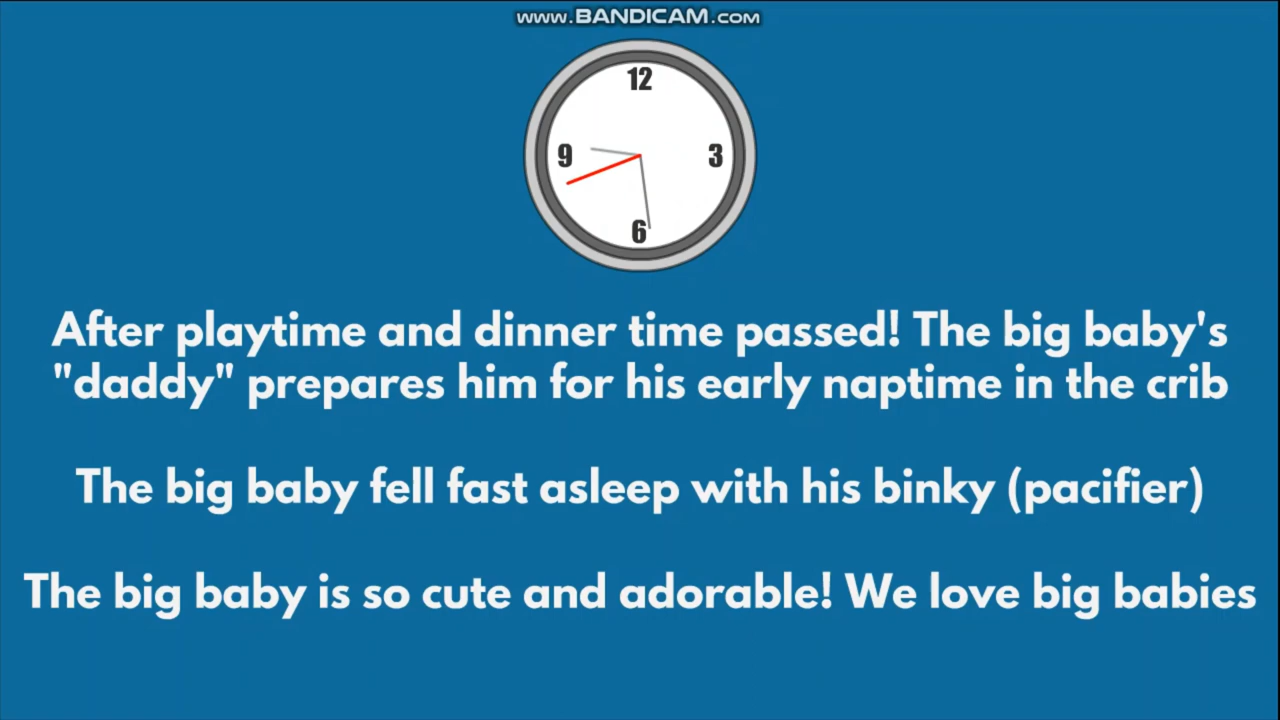 www.BANDICAM.com
12
9
3
6
After playtime and dinner time passed! The big baby's
"daddy" prepares him for his early naptime in the crib
The big baby fell fast asleep with his binky (pacifier)
The big baby is so cute and adorable! We love big babies